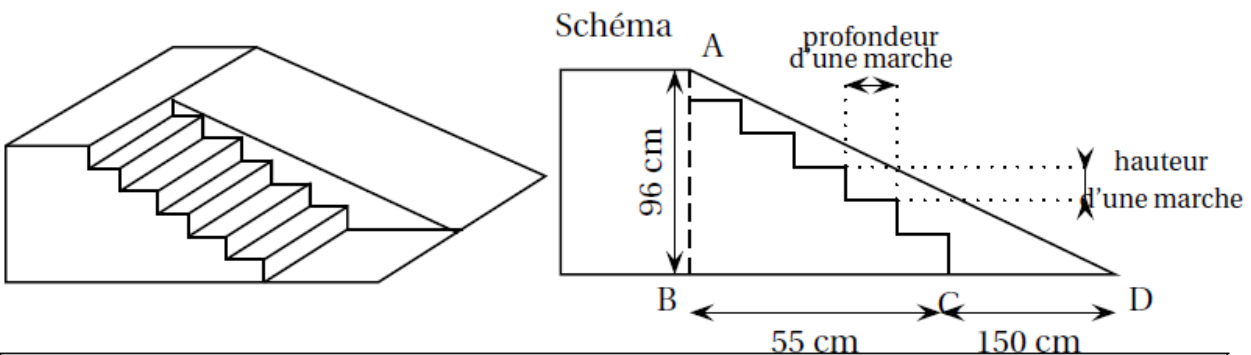 Schéma
A
profondeur
d'une marche
96 cm
hauteur
d'une marche
B
C
D
55 cm
150 cm